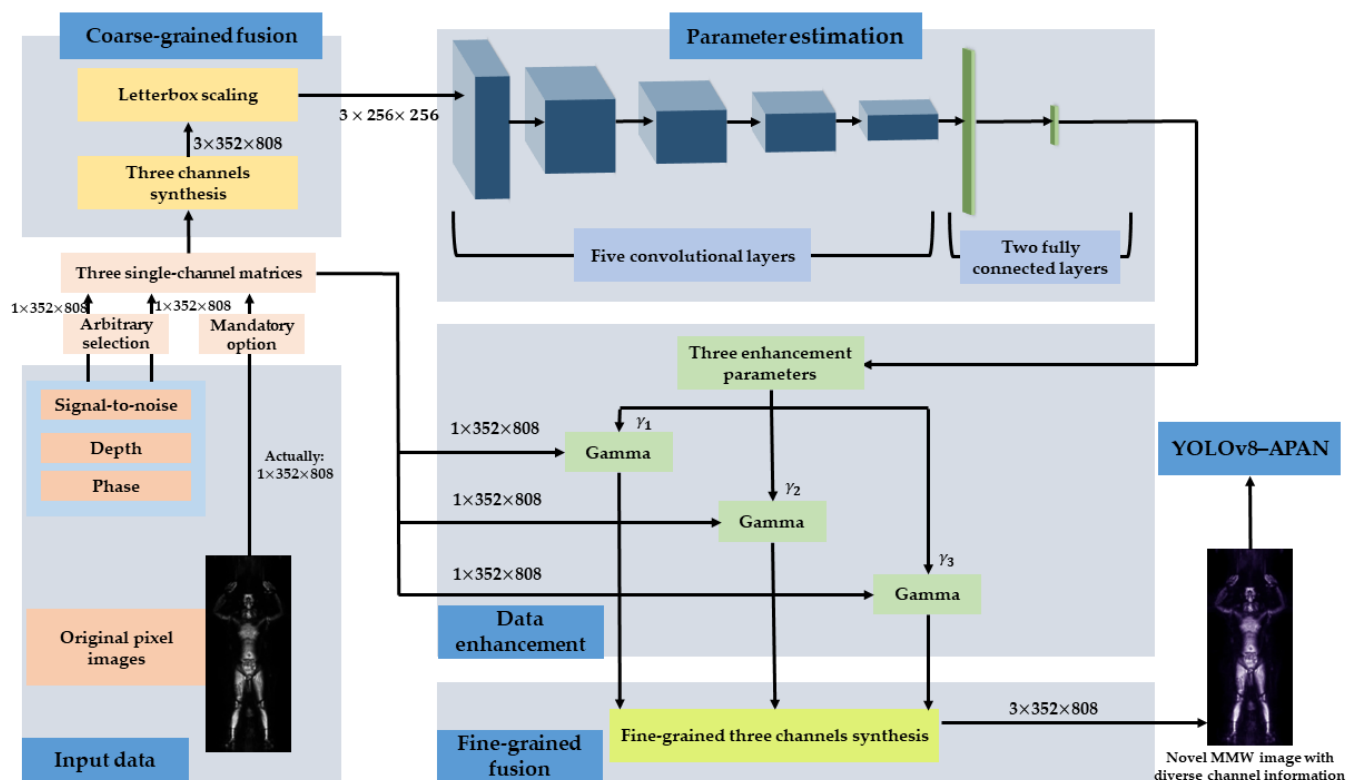 Coarse-grained fusion
Letterbox scaling
3×352×808
Three channels
synthesis
3 × 256× 256
Parameter estimation
Five convolutional layers
Two fully
connected layers
Three single-channel matrices
1×352×808
1×352×808
Arbitrary
selection
Mandatory
option
Signal-to-noise
Depth
Phase
Actually:
1×352×808
Original pixel
images
Input data
Three enhancement
parameters
γ1
γ2
γ3
1×352×808
Gamma
1×352×808
Gamma
1×352×808
Gamma
Data
enhancement
Fine-grained three channels synthesis
Fine-grained
fusion
3×352×808
YOLOv8–APAN
Novel MMW image with
diverse channel information